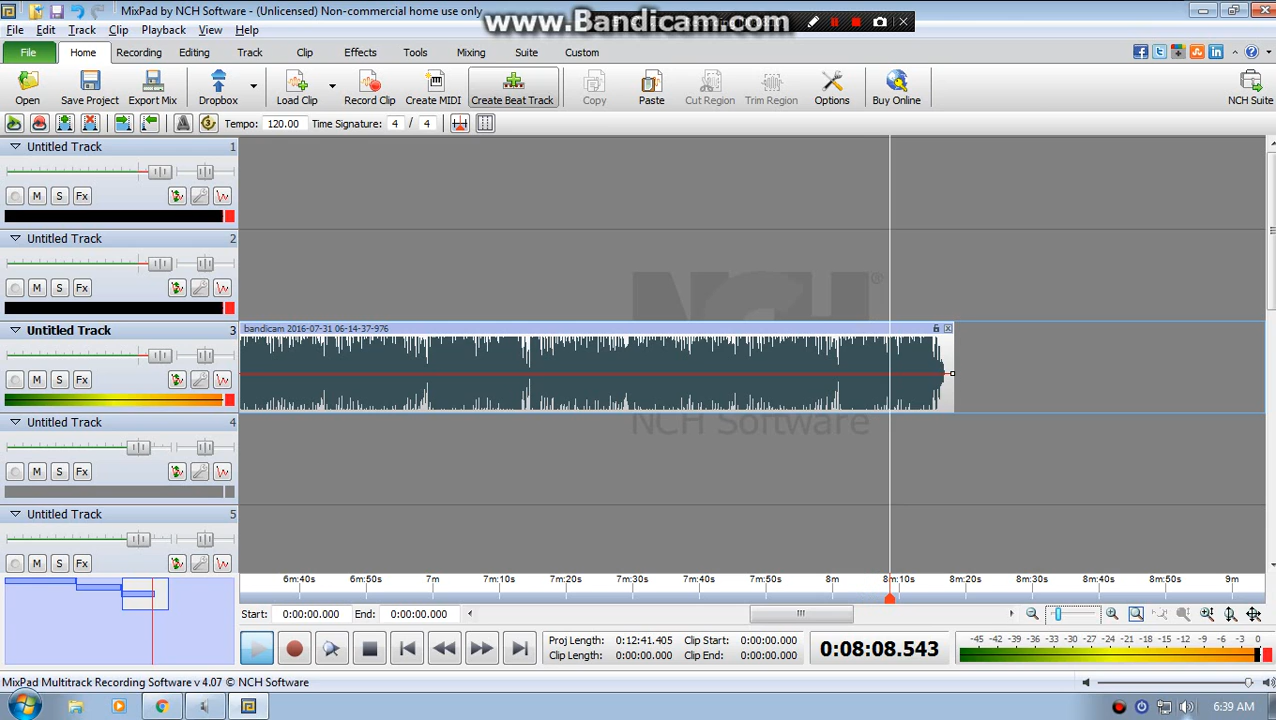 MixPad by NCH Software - (Unlicensed) Non-commercial home use only
www.Bandicam.com
File Edit Track Clip Playback View Help
File Home Recording Editing Track Clip Effects Tools Mixing Suite Custom
Open Save Project Export Mix Dropbox Load Clip Record Clip Create MIDI Create Beat Track Copy Paste Cut Region Trim Region Options Buy Online NCH Suite
Tempo: 120.00 Time Signature: 4 / 4
Untitled Track 1
M S Fx
Untitled Track 2
M S Fx
NCH®
Untitled Track 3
bandicam 2016-07-31 06-14-37-976
M S Fx
NCH Software
Untitled Track 4
M S Fx
Untitled Track 5
M S Fx
6m:40s 6m:50s 7m 7m:10s 7m:20s 7m:30s 7m:40s 7m:50s 8m 8m:10s 8m:20s 8m:30s 8m:40s 8m:50s 9m
Start: 0:00:00.000 End: 0:00:00.000
Proj Length: 0:12:41.405 Clip Start: 0:00:00.000
Clip Length: 0:00:00.000 Clip End: 0:00:00.000
0:08:08.543
-45 -42 -39 -36 -33 -30 -27 -24 -21 -18 -15 -12 -9 -6 -3 0
MixPad Multitrack Recording Software v 4.07 © NCH Software
6:39 AM